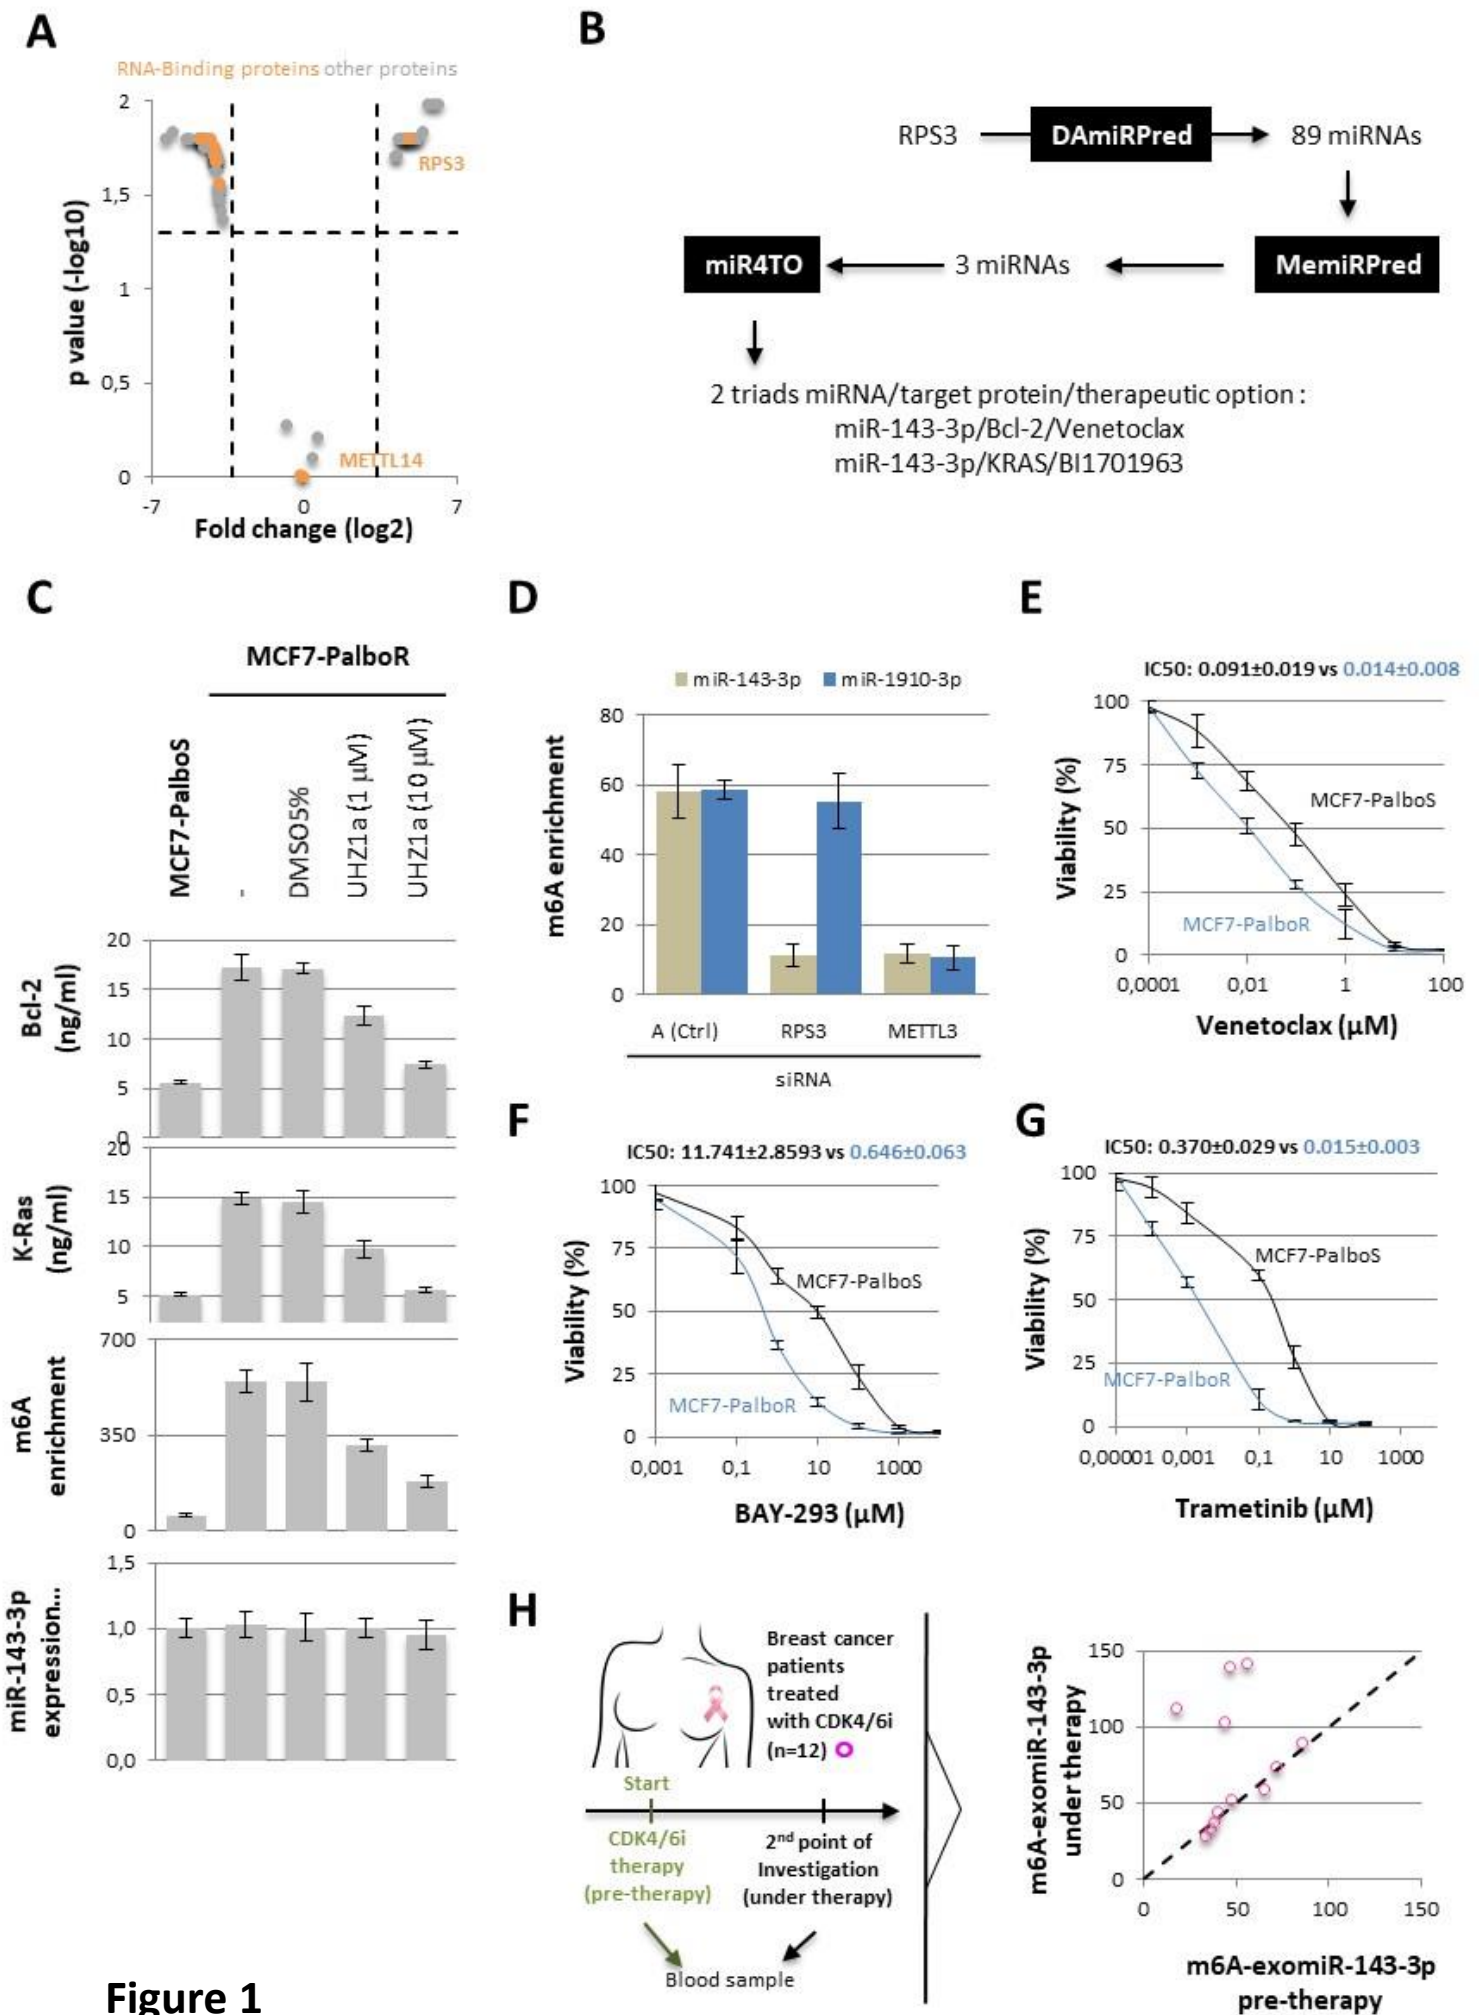 A
RNA-Binding proteins other proteins
p value (-log10)
2
1,5
1
0,5
0
RPS3
METTL14
-7
0
7
Fold change (log2)
B
RPS3
DAmiRPred
89 miRNAs
miR4TO
3 miRNAs
MemiRPred
2 triads miRNA/target protein/therapeutic option :
miR-143-3p/Bcl-2/Venetoclax
miR-143-3p/KRAS/BI1701963
C
MCF7-PalboR
MCF7-PalboS
-
DMSO5%
UHZ1a (1 µM)
UHZ1a (10 µM)
Bcl-2
(ng/ml)
20
15
10
5
0
K-Ras
(ng/ml)
20
15
10
5
m6A
enrichment
700
350
0
miR-143-3p
expression...
1,5
1,0
0,5
0,0
D
miR-143-3p
miR-1910-3p
m6A enrichment
80
60
40
20
0
A (Ctrl)
RPS3
METTL3
siRNA
E
IC50: 0.091±0.019 vs 0.014±0.008
Viability (%)
100
75
50
25
0
MCF7-PalboS
MCF7-PalboR
0,0001
0,01
1
100
Venetoclax (µM)
F
IC50: 11.741±2.8593 vs 0.646±0.063
Viability (%)
100
75
50
25
0
MCF7-PalboS
MCF7-PalboR
0,001
0,1
10
1000
BAY-293 (µM)
G
IC50: 0.370±0.029 vs 0.015±0.003
Viability (%)
100
75
50
25
0
MCF7-PalboS
MCF7-PalboR
0,00001
0,001
0,1
10
1000
Trametinib (µM)
H
Breast cancer
patients
treated
with CDK4/6i
(n=12)
Start
CDK4/6i
therapy
(pre-therapy)
2nd point of
Investigation
(under therapy)
Blood sample
m6A-exomiR-143-3p
under therapy
150
100
50
0
0
50
100
150
m6A-exomiR-143-3p
pre-therapy
Figure 1